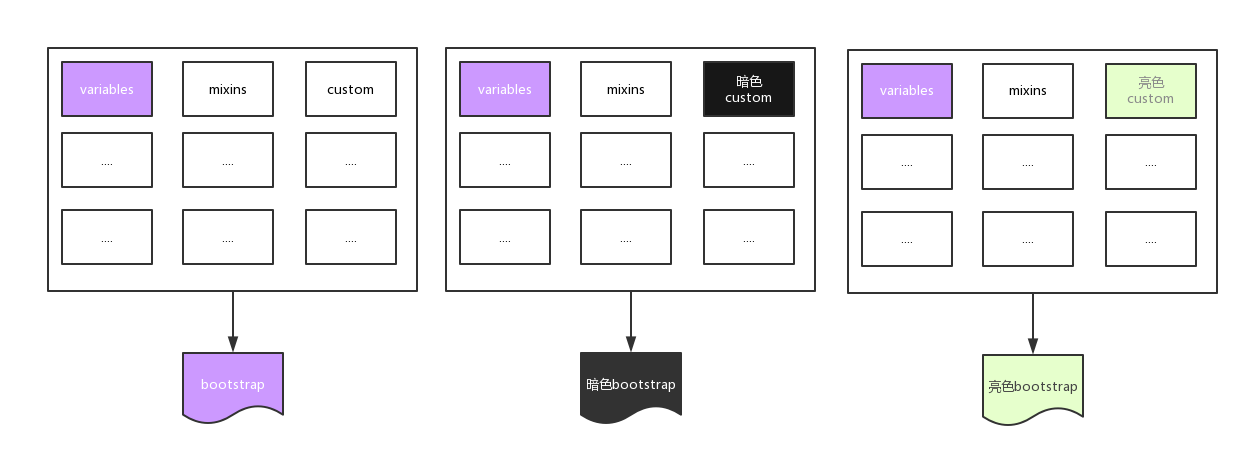 variables
mixins
custom
....
....
....
....
....
....
bootstrap
variables
mixins
暗色
custom
....
....
....
....
....
....
暗色bootstrap
variables
mixins
亮色
custom
....
....
....
....
....
....
亮色bootstrap